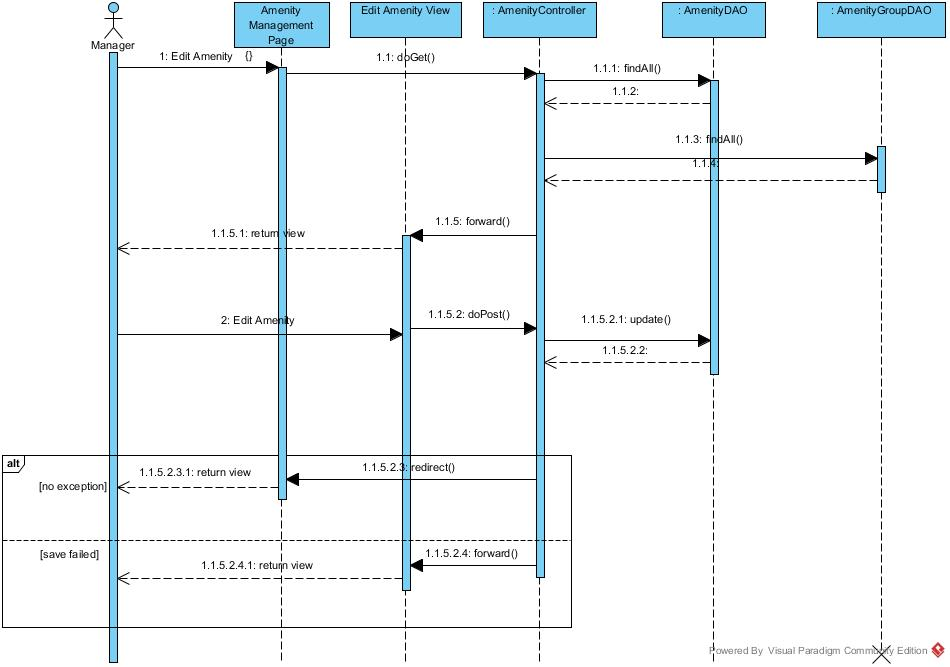 Manager
Amenity
Management
Page
Edit Amenity View
: AmenityController
: AmenityDAO
: AmenityGroupDAO
1: Edit Amenity {}
1.1: doGet()
1.1.1: findAll()
1.1.2:
1.1.3: findAll()
1.1.4:
1.1.5: forward()
1.1.5.1: return view
2: Edit Amenity
1.1.5.2: doPost()
1.1.5.2.1: update()
1.1.5.2.2:
alt
1.1.5.2.3: redirect()
1.1.5.2.3.1: return view
[no exception]
[save failed]
1.1.5.2.4: forward()
1.1.5.2.4.1: return view
Powered By Visual Paradigm Community Edition